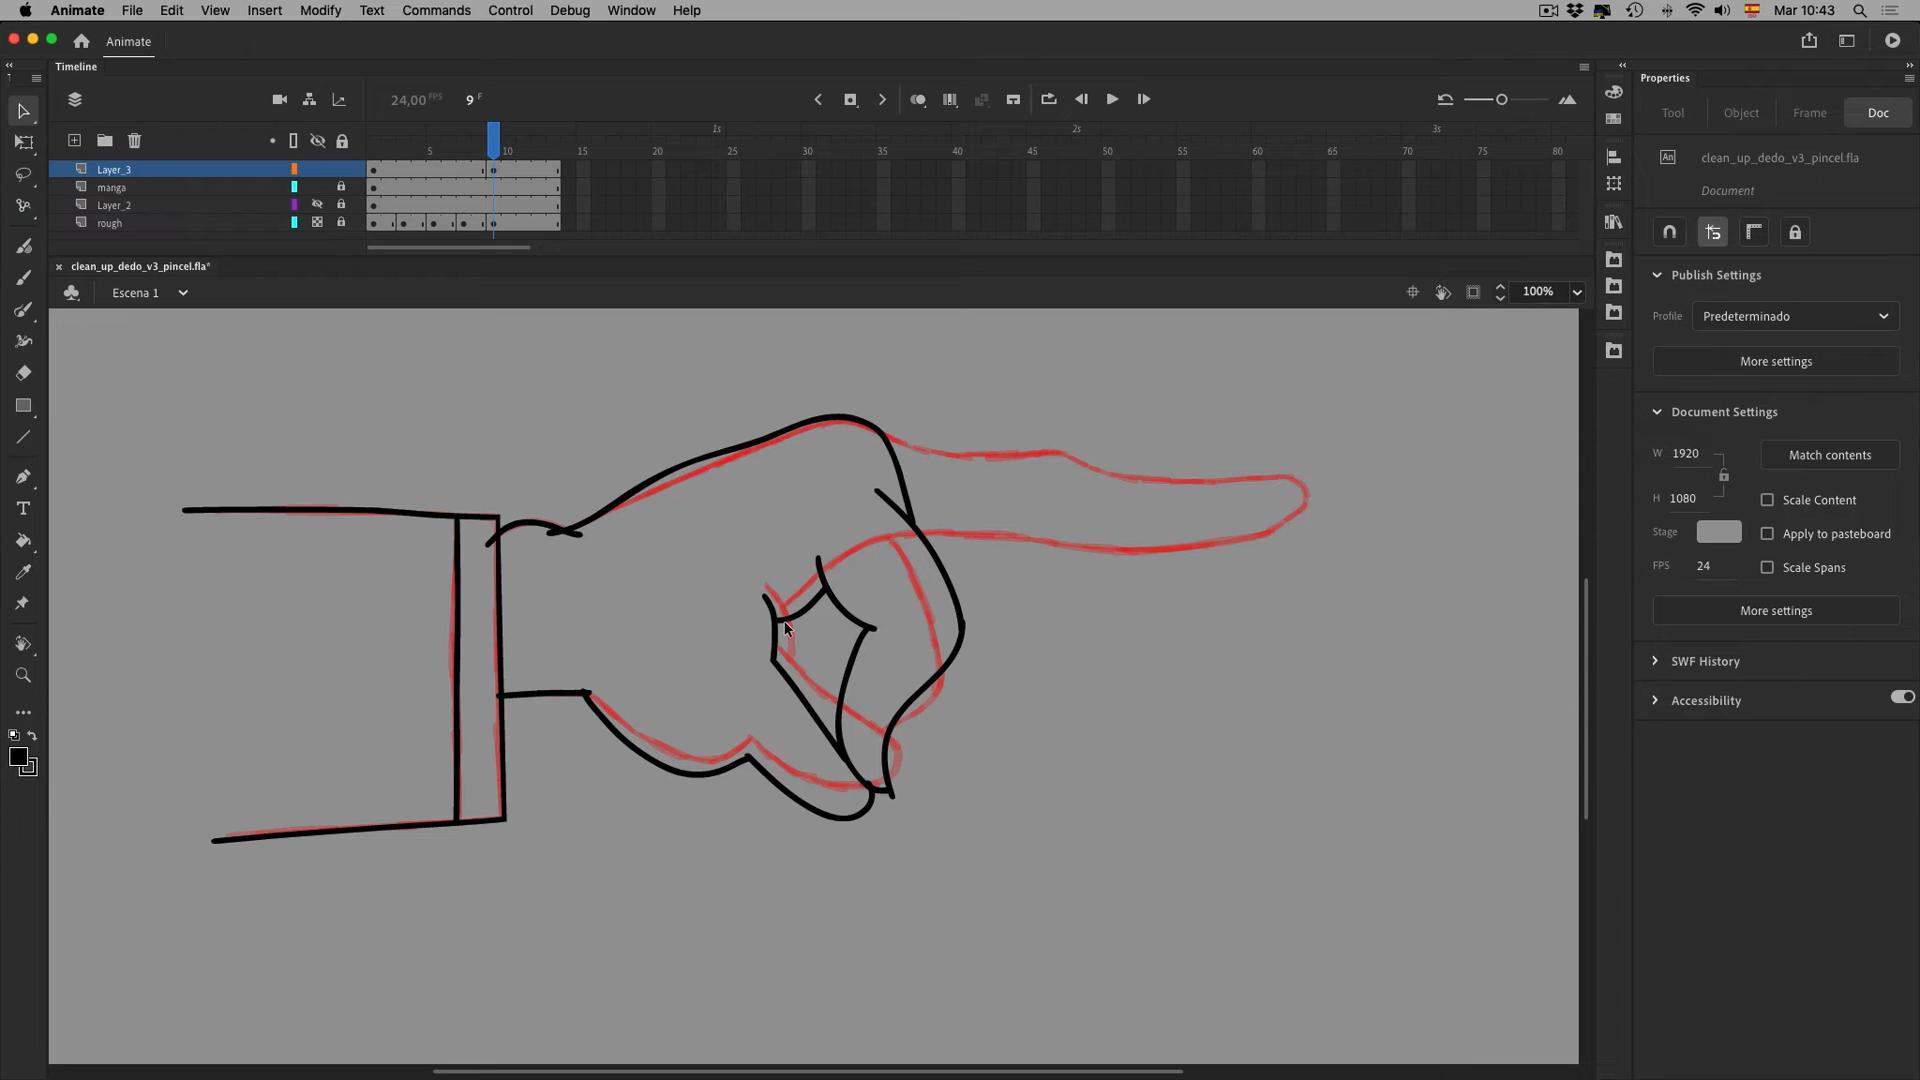 Animate File Edit View Insert Modify Text Commands Control Debug Window Help Mar 10:43
Animate
Timeline
24,00 FPS 9 F
1s 2s 3s
5 10 15 20 25 30 35 40 45 50 55 60 65 70 75 80
Layer_3
manga
Layer_2
rough
clean_up_dedo_v3_pincel.fla*
Escena 1 100%
Properties
Tool Object Frame Doc
An clean_up_dedo_v3_pincel.fla
Document
Publish Settings
Profile Predeterminado
More settings
Document Settings
W 1920 Match contents
H 1080 Scale Content
Stage Apply to pasteboard
FPS 24 Scale Spans
More settings
SWF History
Accessibility